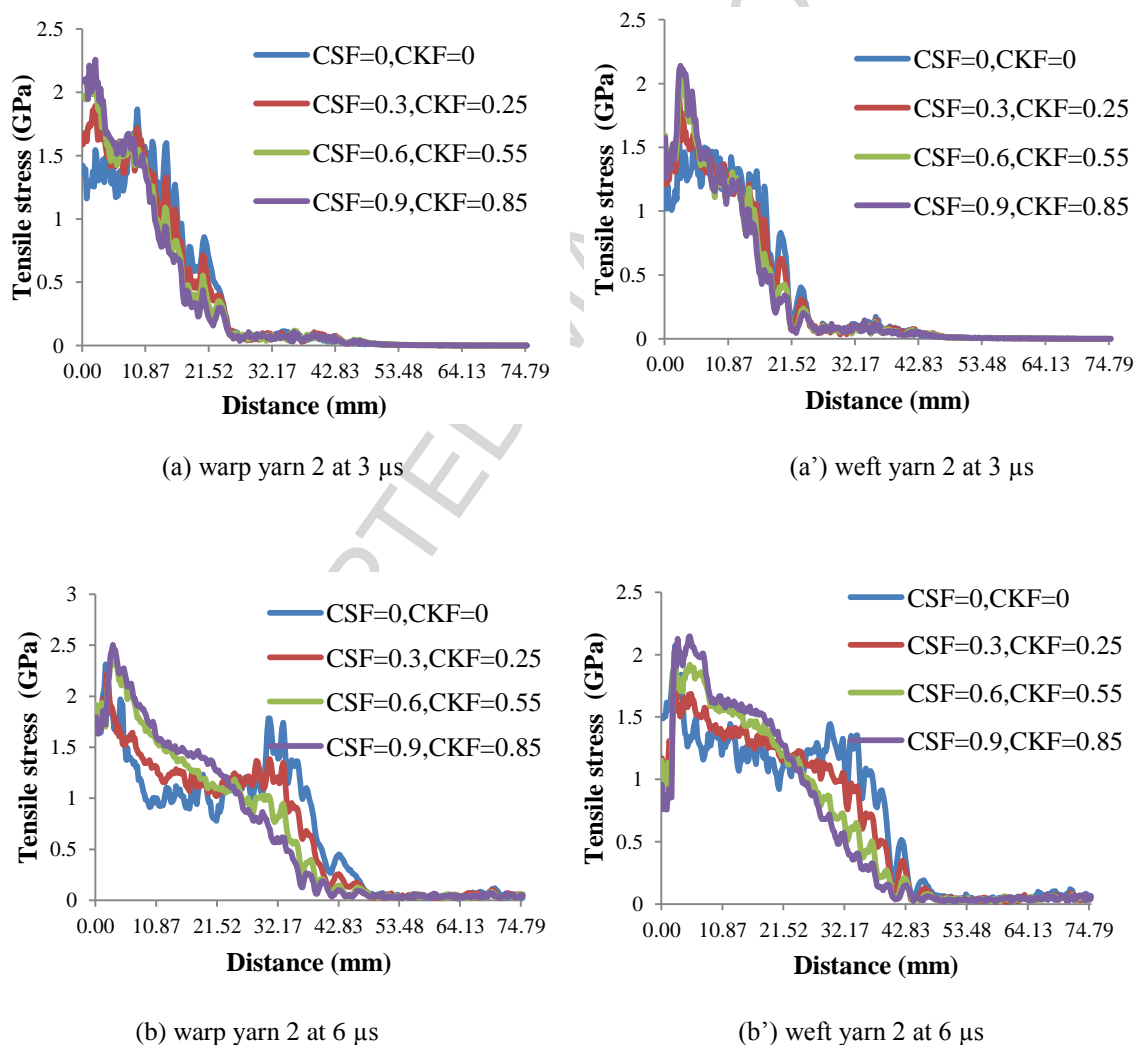 2.5
2
1.5
1
0.5
0
Tensile stress (GPa)
CSF=0,CKF=0
CSF=0.3,CKF=0.25
CSF=0.6,CKF=0.55
CSF=0.9,CKF=0.85
0.00 10.87 21.52 32.17 42.83 53.48 64.13 74.79
Distance (mm)
(a) warp yarn 2 at 3 µs
2.5
2
1.5
1
0.5
0
Tensile stress (GPa)
CSF=0,CKF=0
CSF=0.3,CKF=0.25
CSF=0.6,CKF=0.55
CSF=0.9,CKF=0.85
0.00 10.87 21.52 32.17 42.83 53.48 64.13 74.79
Distance (mm)
(a’) weft yarn 2 at 3 µs
3
2.5
2
1.5
1
0.5
0
Tensile stress (GPa)
CSF=0,CKF=0
CSF=0.3,CKF=0.25
CSF=0.6,CKF=0.55
CSF=0.9,CKF=0.85
0.00 10.87 21.52 32.17 42.83 53.48 64.13 74.79
Distance (mm)
(b) warp yarn 2 at 6 µs
2.5
2
1.5
1
0.5
0
Tensile stress (GPa)
CSF=0,CKF=0
CSF=0.3,CKF=0.25
CSF=0.6,CKF=0.55
CSF=0.9,CKF=0.85
0.00 10.87 21.52 32.17 42.83 53.48 64.13 74.79
Distance (mm)
(b’) weft yarn 2 at 6 µs